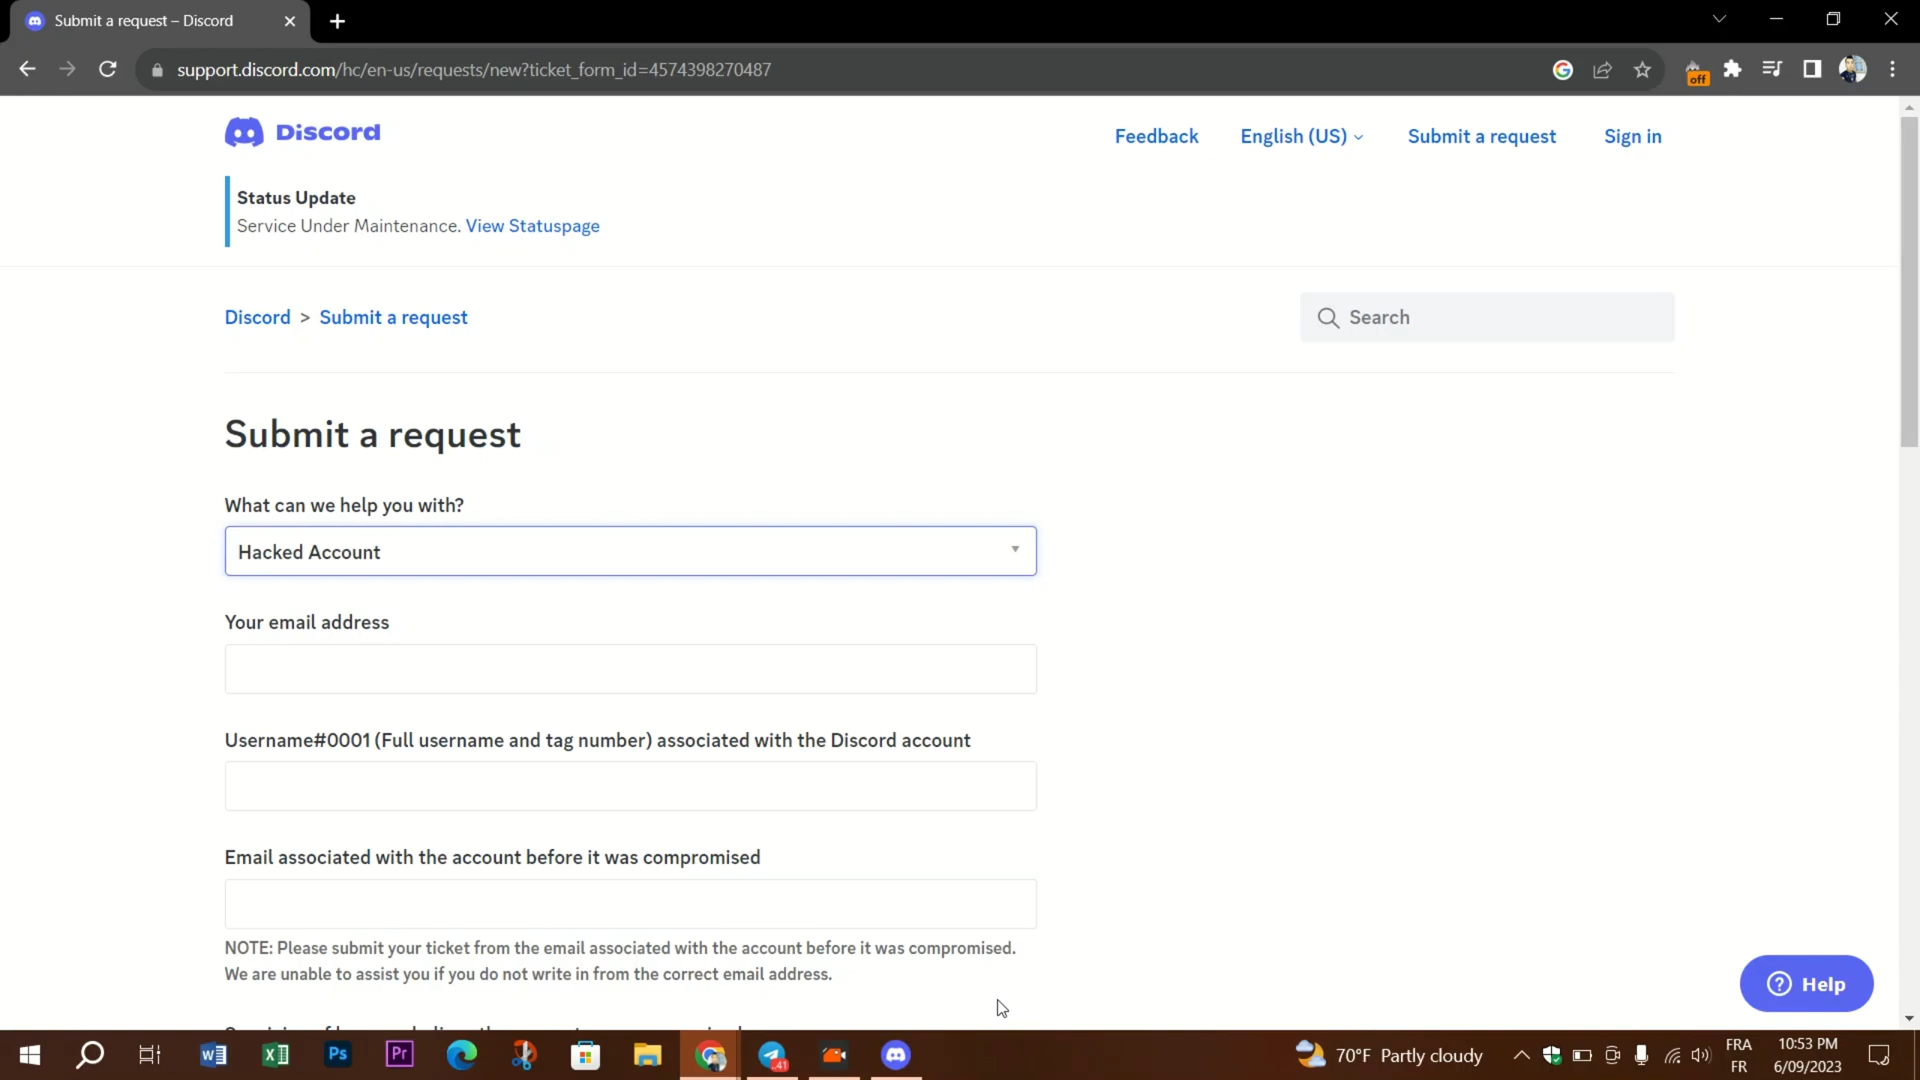 Submit a request – Discord
support.discord.com/hc/en-us/requests/new?ticket_form_id=4574398270487
off
Discord
Feedback
English (US)
Submit a request
Sign in
Status Update
Service Under Maintenance. View Statuspage
Discord > Submit a request
Search
Submit a request
What can we help you with?
Hacked Account
Your email address
Username#0001 (Full username and tag number) associated with the Discord account
Email associated with the account before it was compromised
NOTE: Please submit your ticket from the email associated with the account before it was compromised.
We are unable to assist you if you do not write in from the correct email address.
Help
Ps
Pr
41
70°F Partly cloudy
FRA
FR
10:53 PM
6/09/2023